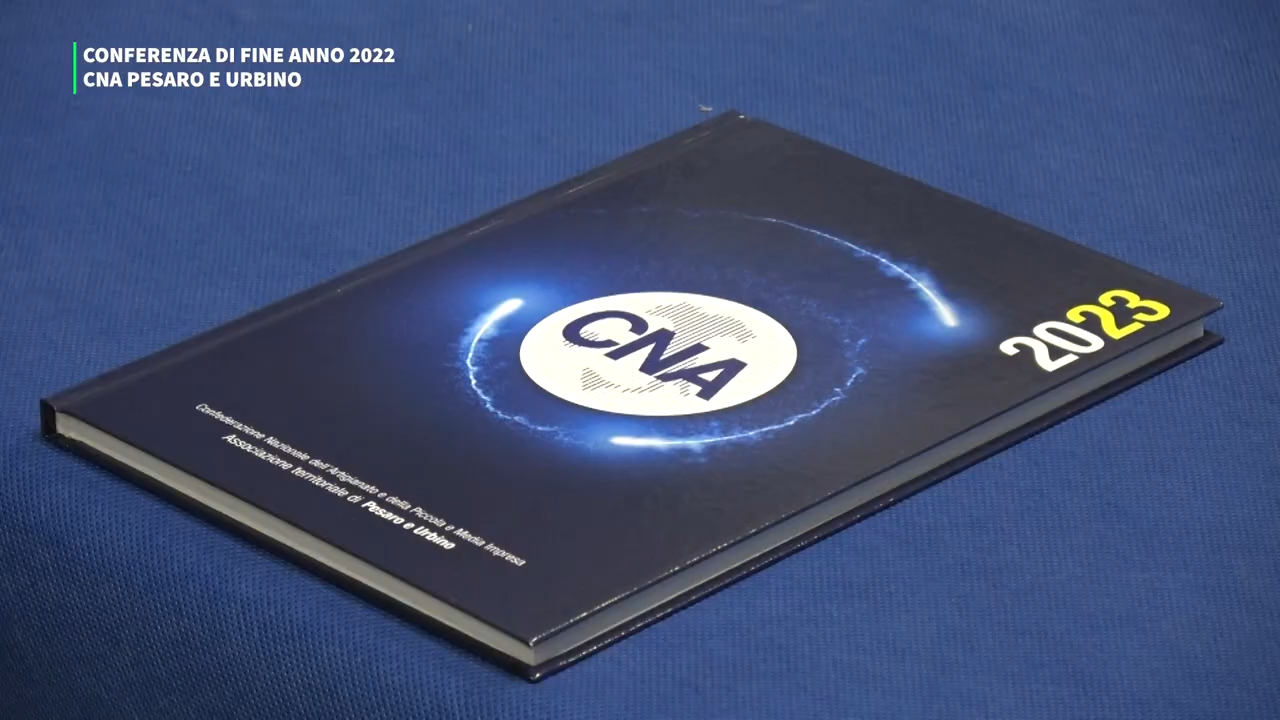 CONFERENZA DI FINE ANNO 2022
CNA PESARO E URBINO
CNA
2023
Confederazione Nazionale dell'Artigianato e della Piccola e Media Impresa
Associazione territoriale di Pesaro e Urbino